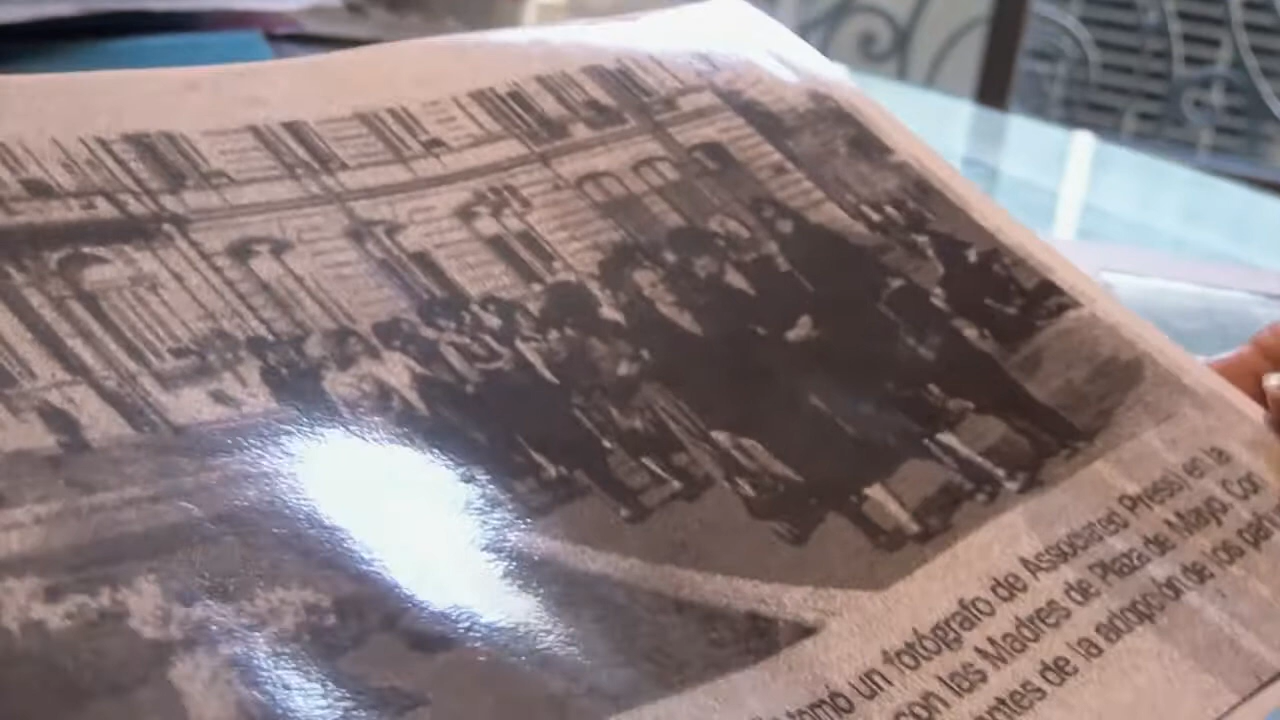 tomó un fotógrafo de Associated Press) en la
con las Madres de Plaza de Mayo. Con
antes de la adopción de los pañ